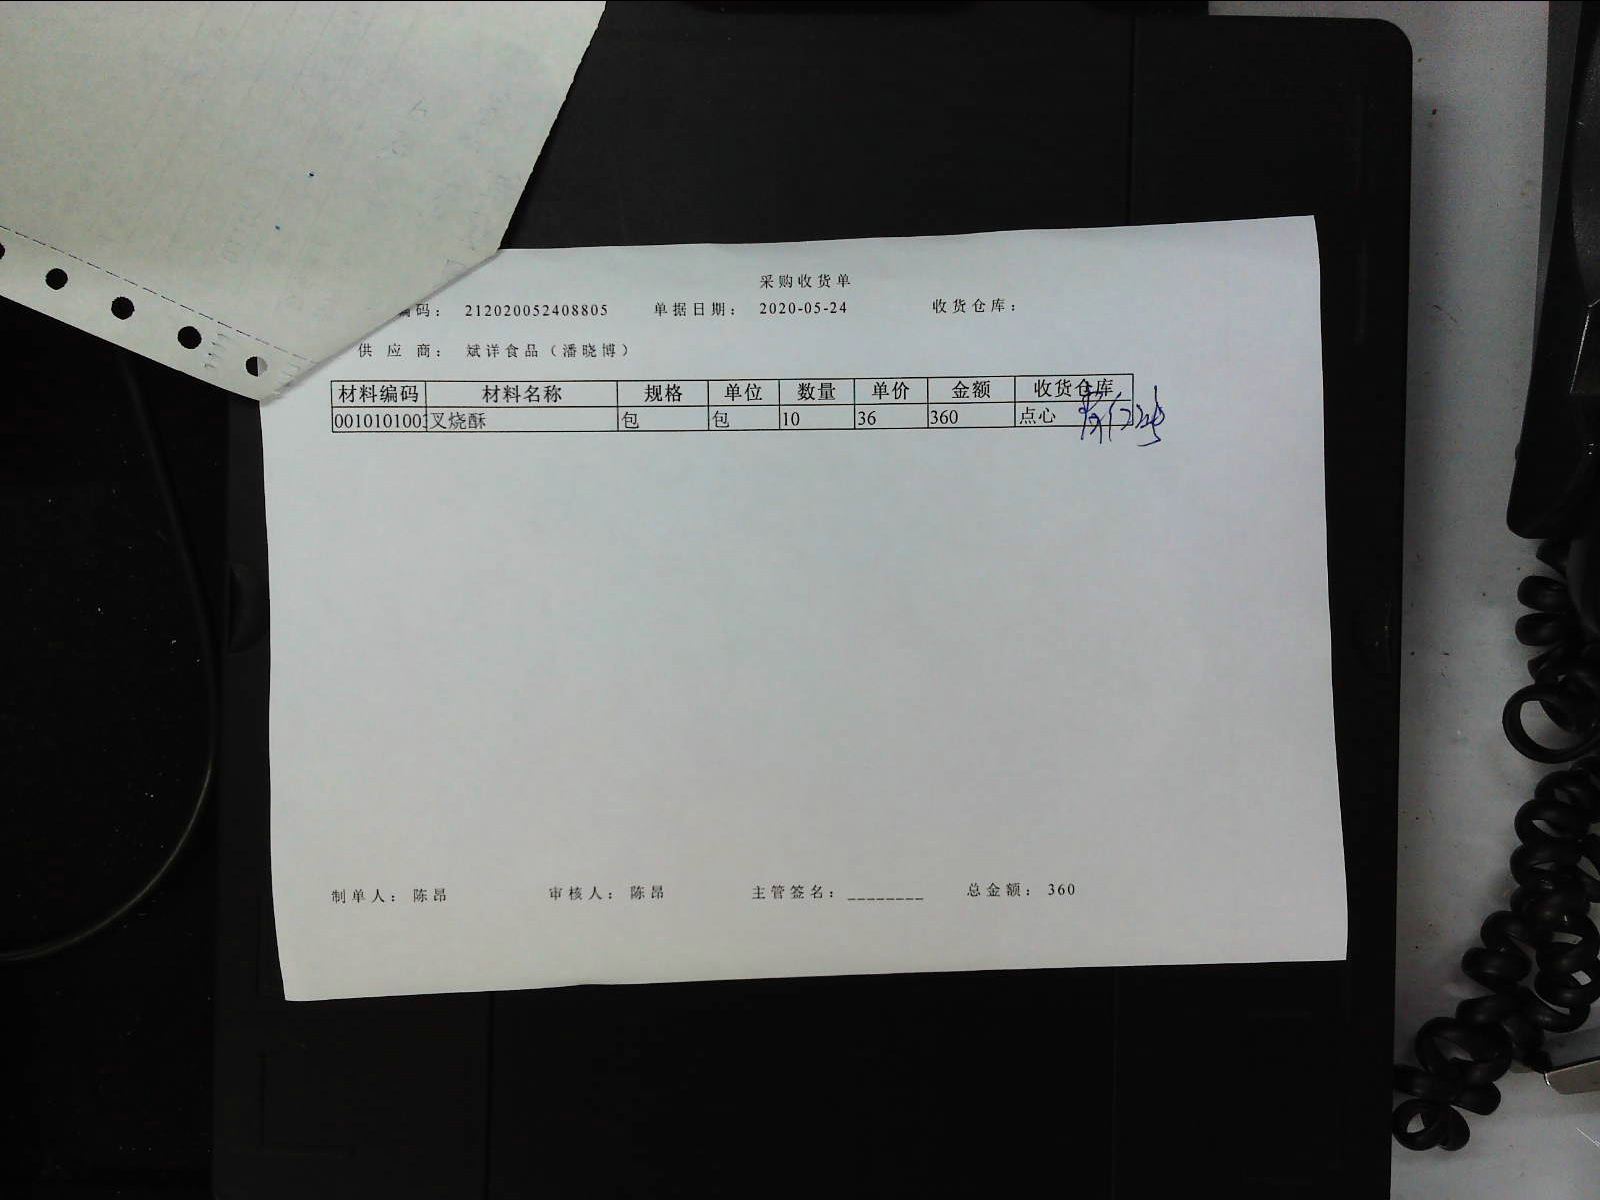 采购收货单
编码： 212020052408805 单据日期： 2020-05-24 收货仓库：
供应商： 斌洋食品（潘晓博）
材料编码 材料名称 规格 单位 数量 单价 金额 收货仓库
001010100 叉烧酥 包 包 10 36 360 点心
制单人： 陈昂 审核人： 陈昂 主管签名：________ 总金额： 360